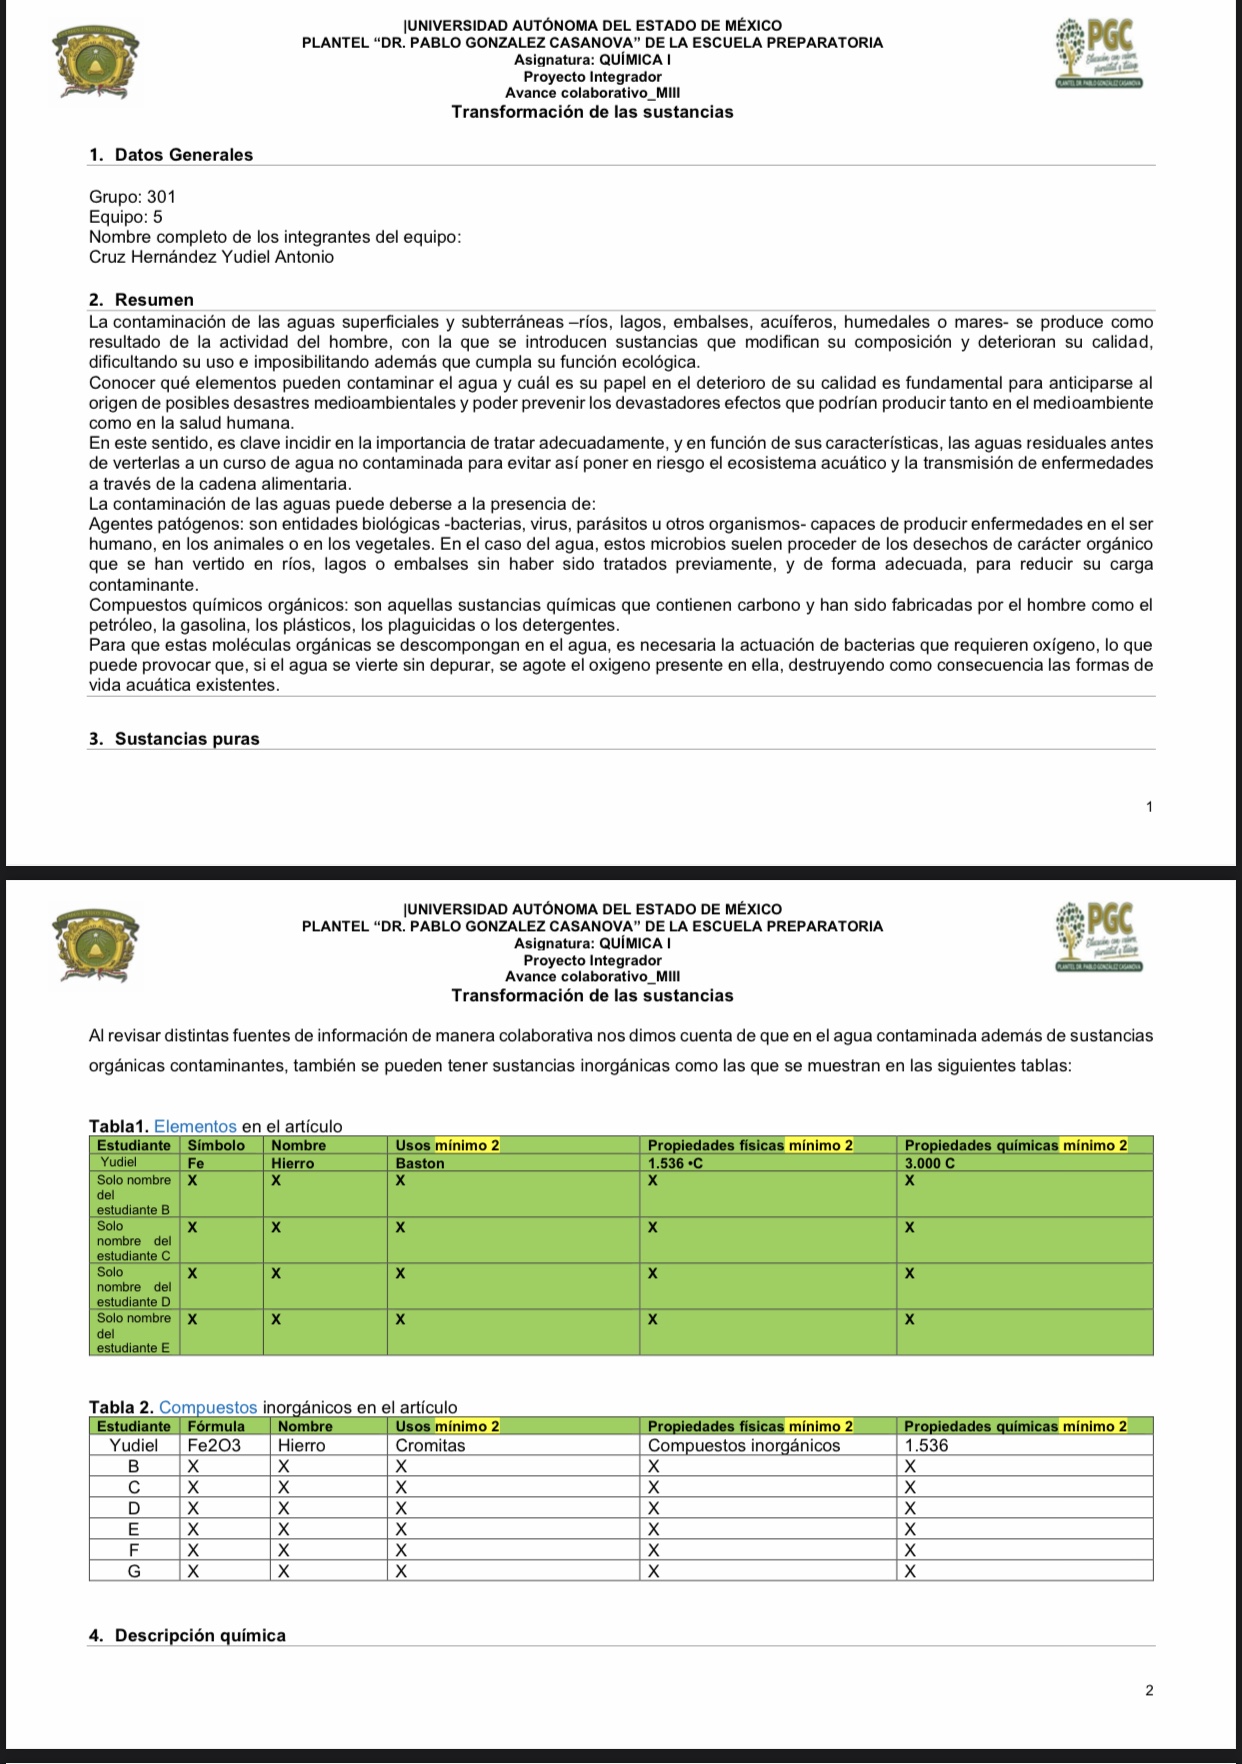 |UNIVERSIDAD AUTÓNOMA DEL ESTADO DE MÉXICO
PLANTEL “DR. PABLO GONZALEZ CASANOVA” DE LA ESCUELA PREPARATORIA
Asignatura: QUÍMICA I
Proyecto Integrador
Avance colaborativo_MIII
Transformación de las sustancias
PGC
PLANTEL DR. PABLO GONZÁLEZ CASANOVA
1. Datos Generales
Grupo: 301
Equipo: 5
Nombre completo de los integrantes del equipo:
Cruz Hernández Yudiel Antonio
2. Resumen
La contaminación de las aguas superficiales y subterráneas –ríos, lagos, embalses, acuíferos, humedales o mares- se produce como
resultado de la actividad del hombre, con la que se introducen sustancias que modifican su composición y deterioran su calidad,
dificultando su uso e imposibilitando además que cumpla su función ecológica.
Conocer qué elementos pueden contaminar el agua y cuál es su papel en el deterioro de su calidad es fundamental para anticiparse al
origen de posibles desastres medioambientales y poder prevenir los devastadores efectos que podrían producir tanto en el medioambiente
como en la salud humana.
En este sentido, es clave incidir en la importancia de tratar adecuadamente, y en función de sus características, las aguas residuales antes
de verterlas a un curso de agua no contaminada para evitar así poner en riesgo el ecosistema acuático y la transmisión de enfermedades
a través de la cadena alimentaria.
La contaminación de las aguas puede deberse a la presencia de:
Agentes patógenos: son entidades biológicas -bacterias, virus, parásitos u otros organismos- capaces de producir enfermedades en el ser
humano, en los animales o en los vegetales. En el caso del agua, estos microbios suelen proceder de los desechos de carácter orgánico
que se han vertido en ríos, lagos o embalses sin haber sido tratados previamente, y de forma adecuada, para reducir su carga
contaminante.
Compuestos químicos orgánicos: son aquellas sustancias químicas que contienen carbono y han sido fabricadas por el hombre como el
petróleo, la gasolina, los plásticos, los plaguicidas o los detergentes.
Para que estas moléculas orgánicas se descompongan en el agua, es necesaria la actuación de bacterias que requieren oxígeno, lo que
puede provocar que, si el agua se vierte sin depurar, se agote el oxigeno presente en ella, destruyendo como consecuencia las formas de
vida acuática existentes.
3. Sustancias puras
1
|UNIVERSIDAD AUTÓNOMA DEL ESTADO DE MÉXICO
PLANTEL “DR. PABLO GONZALEZ CASANOVA” DE LA ESCUELA PREPARATORIA
Asignatura: QUÍMICA I
Proyecto Integrador
Avance colaborativo_MIII
Transformación de las sustancias
PGC
PLANTEL DR. PABLO GONZÁLEZ CASANOVA
Al revisar distintas fuentes de información de manera colaborativa nos dimos cuenta de que en el agua contaminada además de sustancias
orgánicas contaminantes, también se pueden tener sustancias inorgánicas como las que se muestran en las siguientes tablas:
Tabla1. Elementos en el artículo
Estudiante Símbolo Nombre Usos mínimo 2 Propiedades físicas mínimo 2 Propiedades químicas mínimo 2
Yudiel Fe Hierro Baston 1.536 •C 3.000 C
Solo nombre X X X X X
del
estudiante B
Solo X X X X X
nombre del
estudiante C
Solo X X X X X
nombre del
estudiante D
Solo nombre X X X X X
del
estudiante E
Tabla 2. Compuestos inorgánicos en el artículo
Estudiante Fórmula Nombre Usos mínimo 2 Propiedades físicas mínimo 2 Propiedades químicas mínimo 2
Yudiel Fe2O3 Hierro Cromitas Compuestos inorgánicos 1.536
B X X X X X
C X X X X X
D X X X X X
E X X X X X
F X X X X X
G X X X X X
4. Descripción química
2